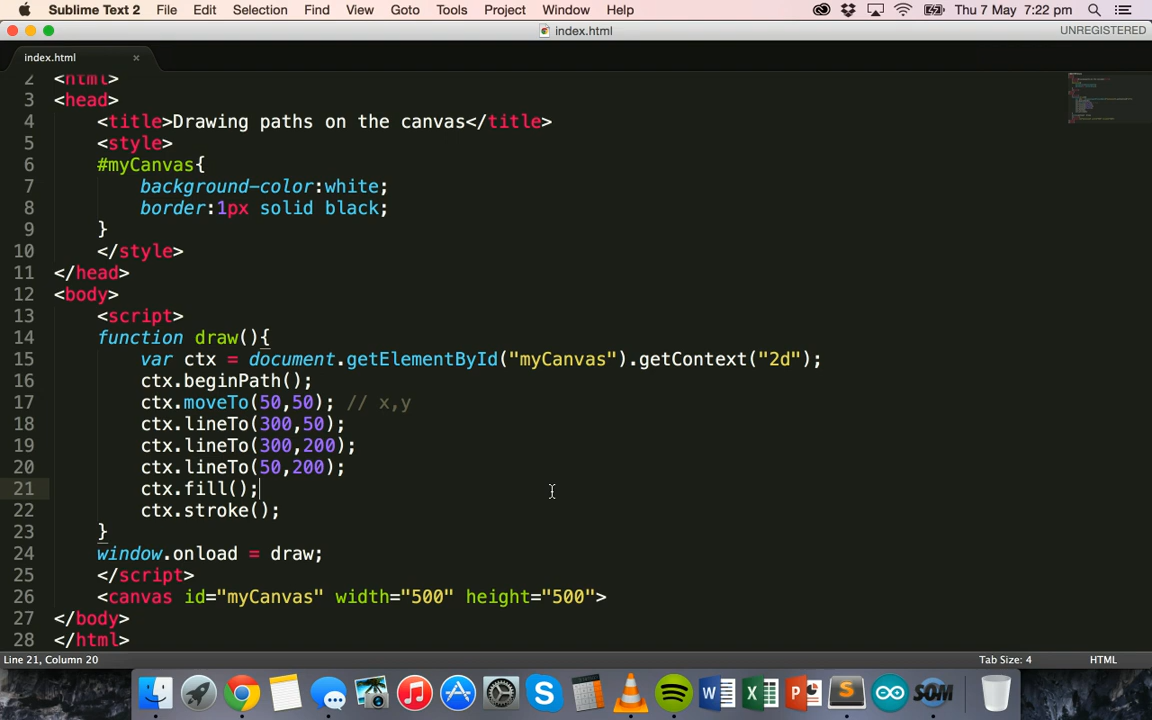 Sublime Text 2 File Edit Selection Find View Goto Tools Project Window Help Thu 7 May 7:22 pm
index.html UNREGISTERED
index.html ×
2 <html>
3 <head>
4 <title>Drawing paths on the canvas</title>
5 <style>
6 #myCanvas{
7 background-color:white;
8 border:1px solid black;
9 }
10 </style>
11 </head>
12 <body>
13 <script>
14 function draw(){
15 var ctx = document.getElementById("myCanvas").getContext("2d");
16 ctx.beginPath();
17 ctx.moveTo(50,50); // x,y
18 ctx.lineTo(300,50);
19 ctx.lineTo(300,200);
20 ctx.lineTo(50,200);
21 ctx.fill();
22 ctx.stroke();
23 }
24 window.onload = draw;
25 </script>
26 <canvas id="myCanvas" width="500" height="500">
27 </body>
28 </html>
Line 21, Column 20 Tab Size: 4 HTML
SOM